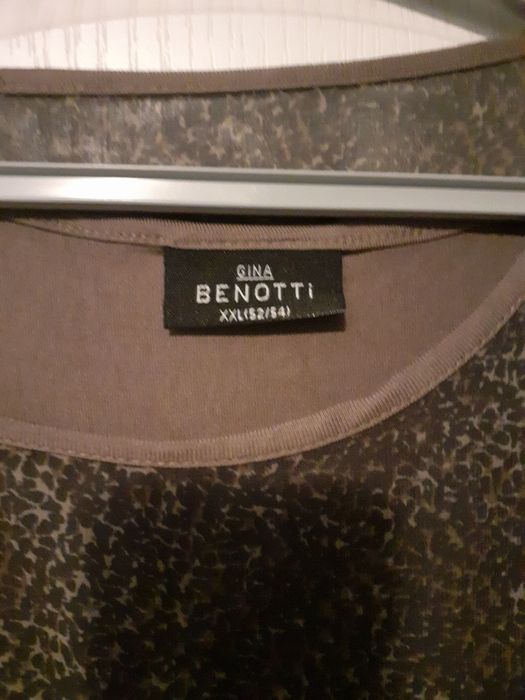 GINA
BENOTTi
XXL(52/54)